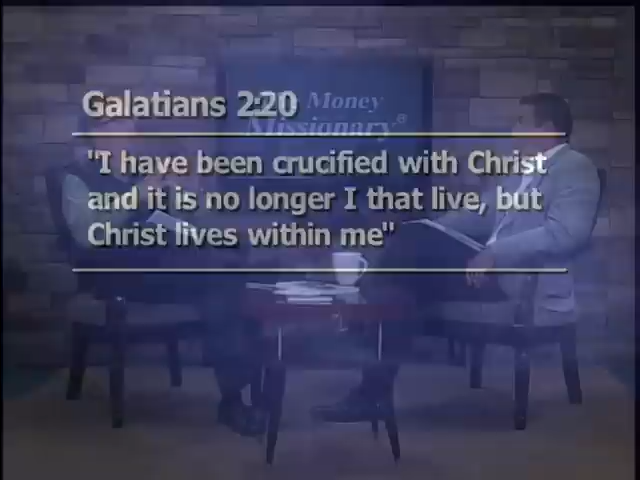 Galatians 2:20
Money
Missionary®
"I have been crucified with Christ
and it is no longer I that live, but
Christ lives within me"